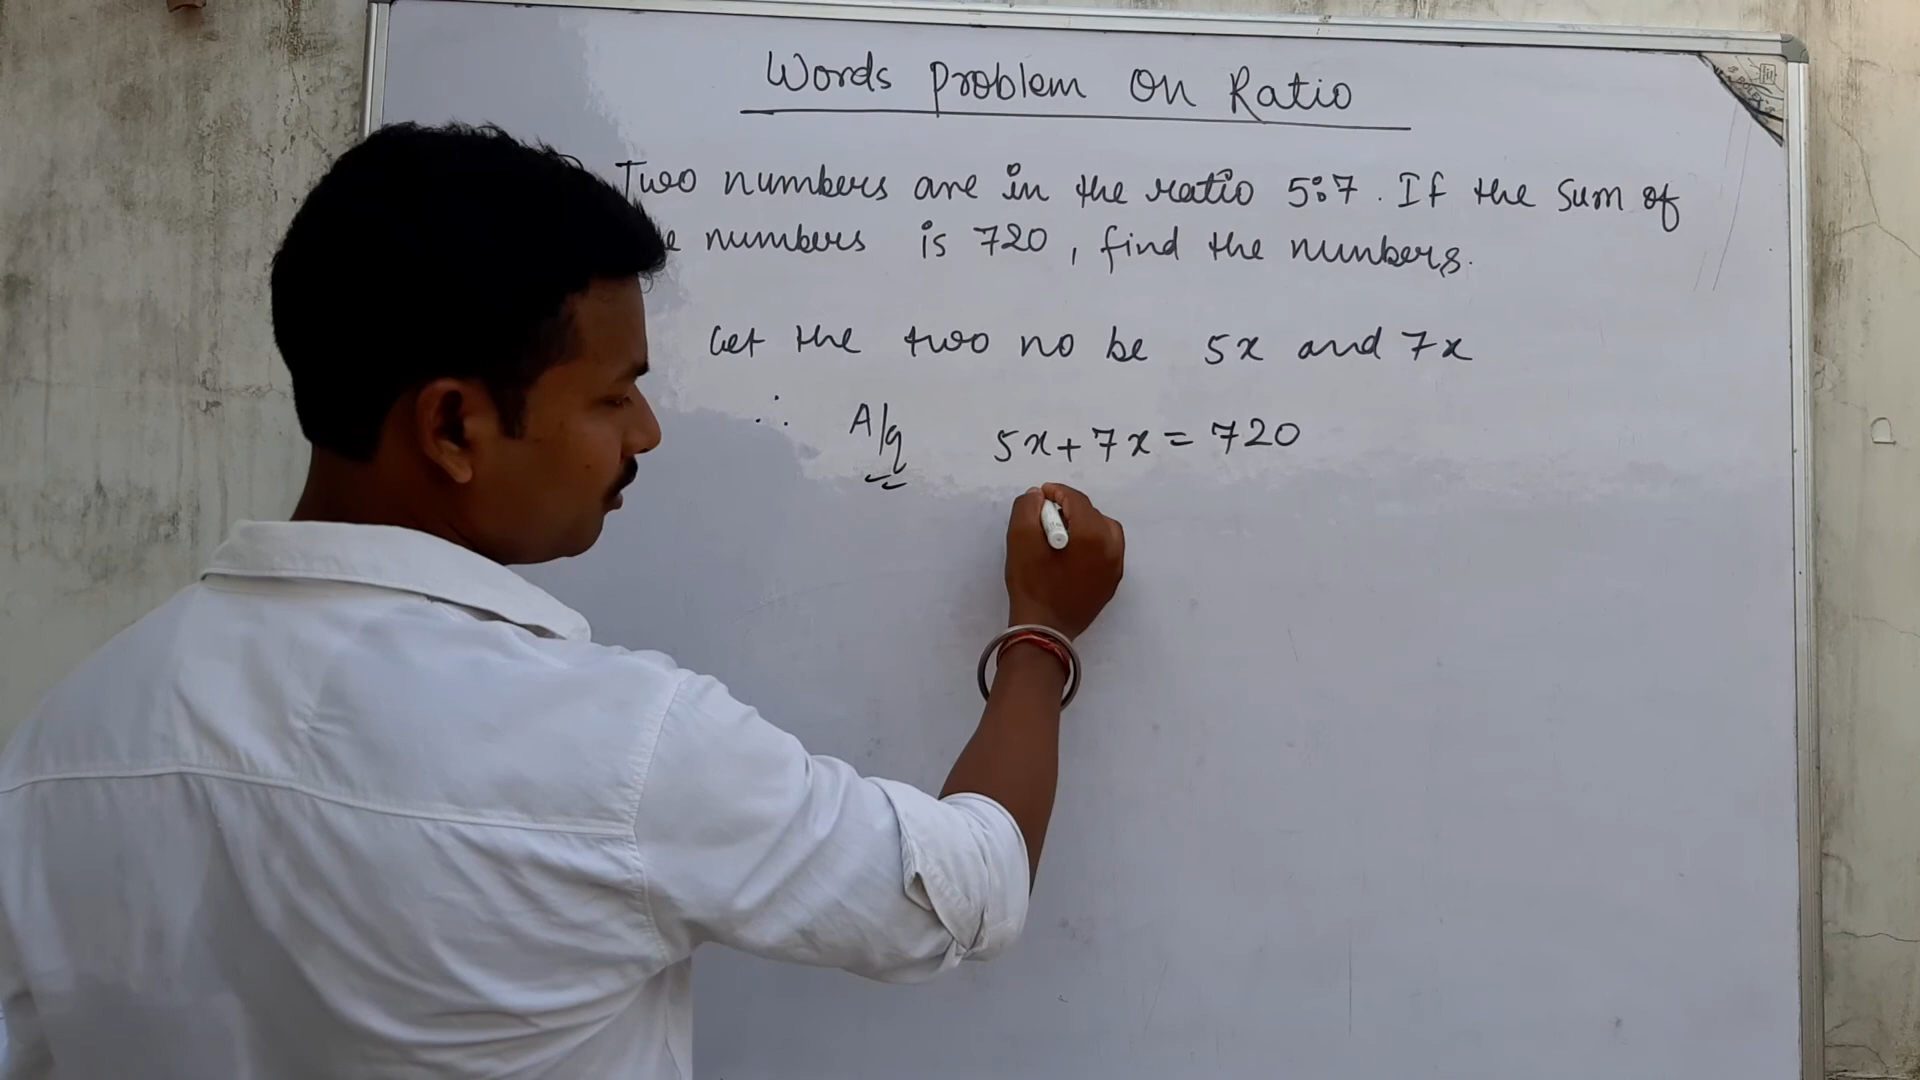 Words Problem On Ratio
Two numbers are in the ratio 5:7. If the Sum of
numbers is 720, find the numbers.
Let the two no be 5x and 7x
∴ A/q 5x+7x=720